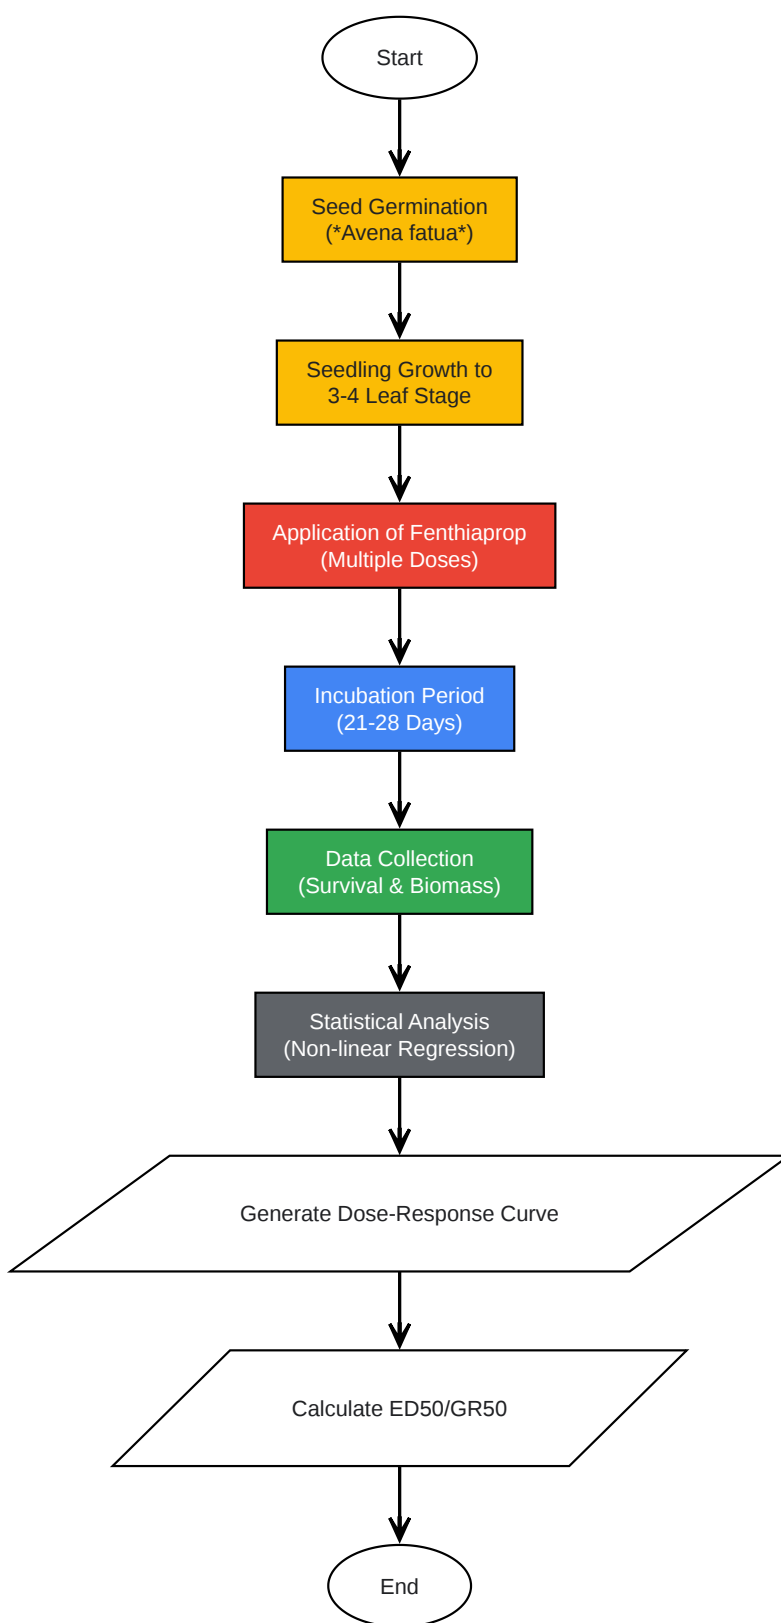 Start
Seed Germination
(*Avena fatua*)
Seedling Growth to
3-4 Leaf Stage
Application of Fenthiaprop
(Multiple Doses)
Incubation Period
(21-28 Days)
Data Collection
(Survival & Biomass)
Statistical Analysis
(Non-linear Regression)
Generate Dose-Response Curve
Calculate ED50/GR50
End